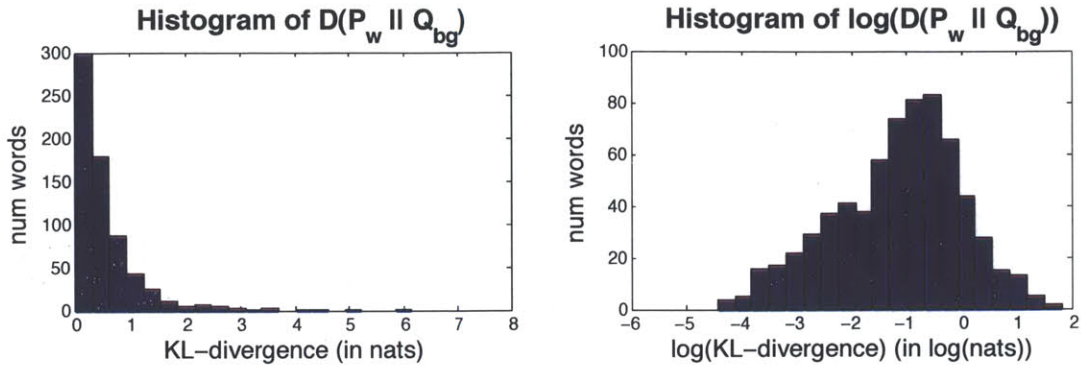 Histogram of D(P_w || Q_bg)
300
250
200
150
100
50
0
num words
0 1 2 3 4 5 6 7 8
KL–divergence (in nats)
Histogram of log(D(P_w || Q_bg))
100
80
60
40
20
0
num words
−6 −5 −4 −3 −2 −1 0 1 2
log(KL–divergence) (in log(nats))